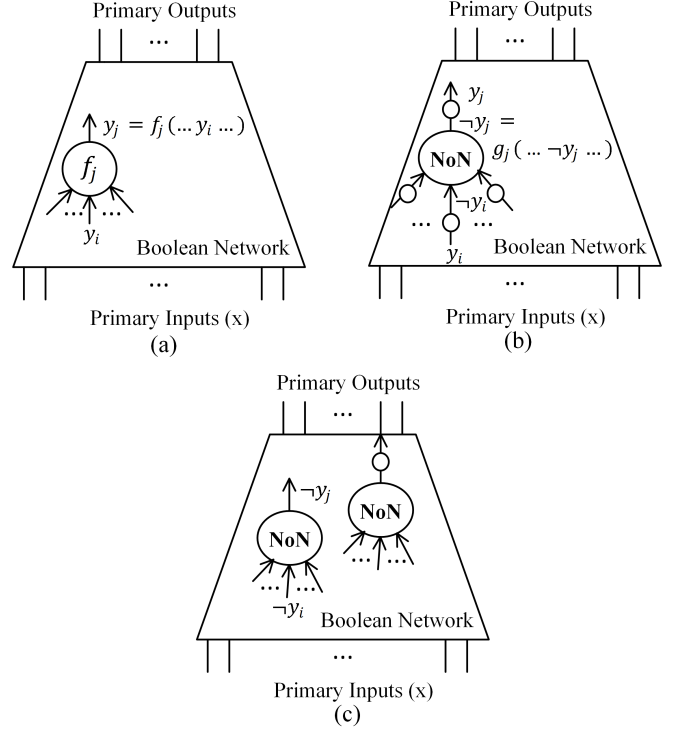 Primary Outputs
...
y_j = f_j (... y_i ...)
f_j
... ...
y_i
Boolean Network
...
Primary Inputs (x)
(a)
Primary Outputs
...
y_j
¬y_j =
NoN
g_j ( ... ¬y_j ...)
¬y_i
... ...
y_i
Boolean Network
...
Primary Inputs (x)
(b)
Primary Outputs
...
¬y_j
NoN
NoN
... ...
... ...
¬y_i
Boolean Network
...
Primary Inputs (x)
(c)